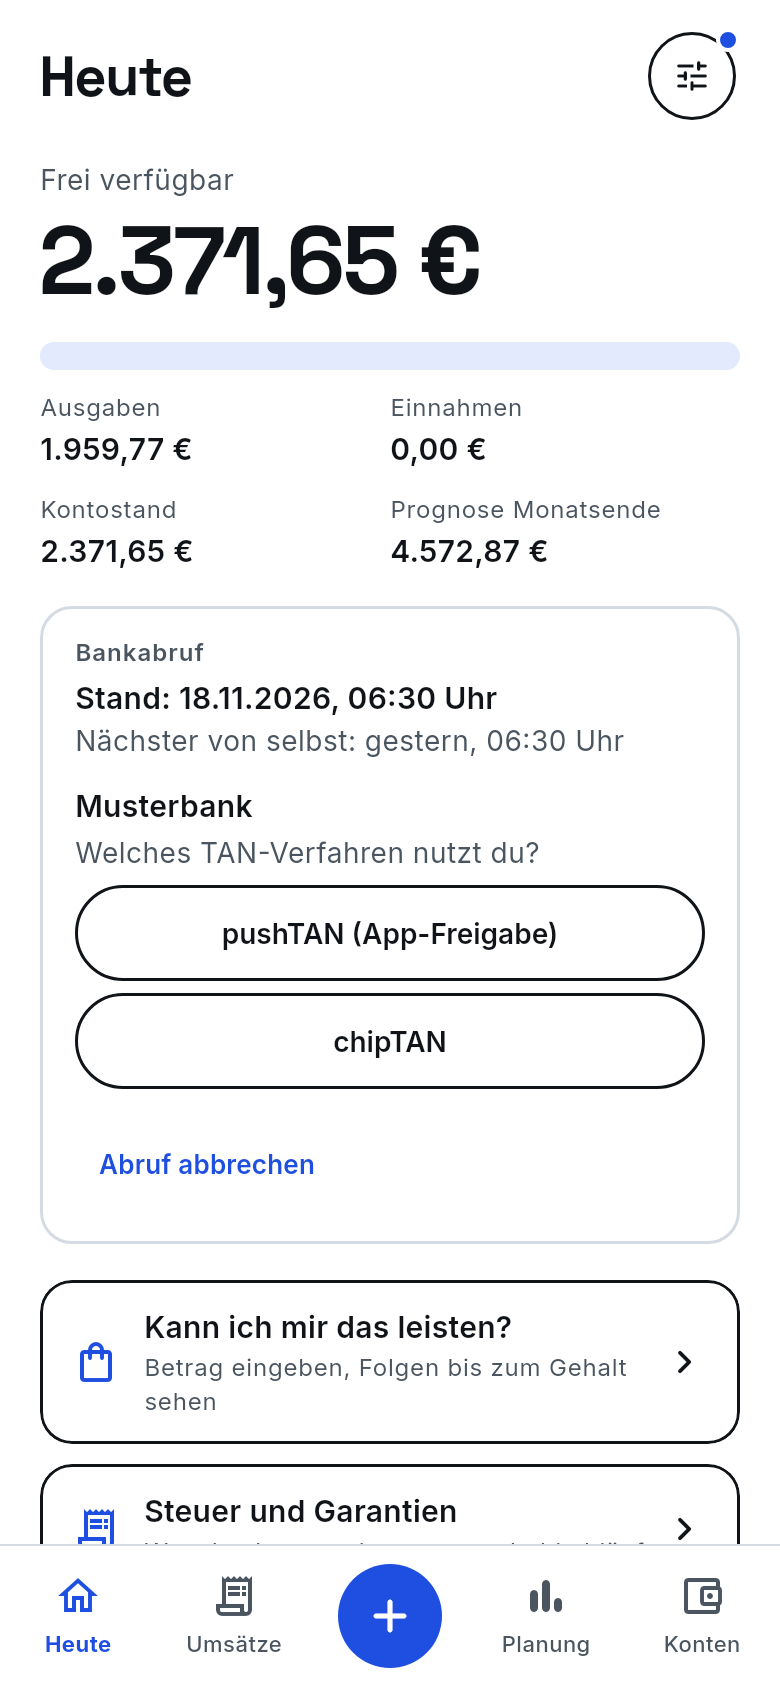 Heute
Frei verfügbar
2.371,65 €
Ausgaben
1.959,77 €
Einnahmen
0,00 €
Kontostand
2.371,65 €
Prognose Monatsende
4.572,87 €
Bankabruf
Stand: 18.11.2026, 06:30 Uhr
Nächster von selbst: gestern, 06:30 Uhr
Musterbank
Welches TAN-Verfahren nutzt du?
pushTAN (App-Freigabe)
chipTAN
Abruf abbrechen
Kann ich mir das leisten?
Betrag eingeben, Folgen bis zum Gehalt
sehen
Steuer und Garantien
Heute
Umsätze
Planung
Konten